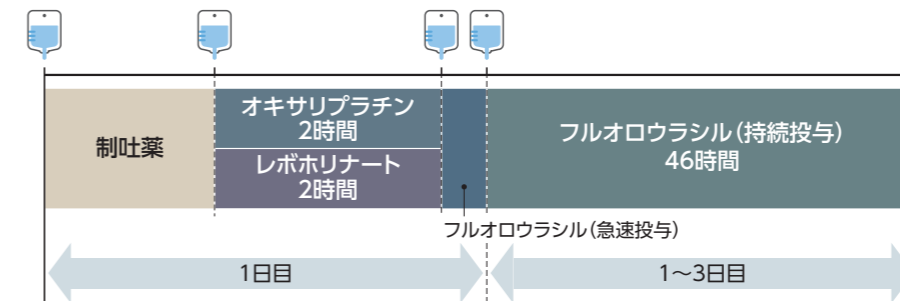 制吐薬
オキサリプラチン
2時間
レボホリナート
2時間
フルオロウラシル（持続投与）
46時間
フルオロウラシル（急速投与）
1日目
1～3日目